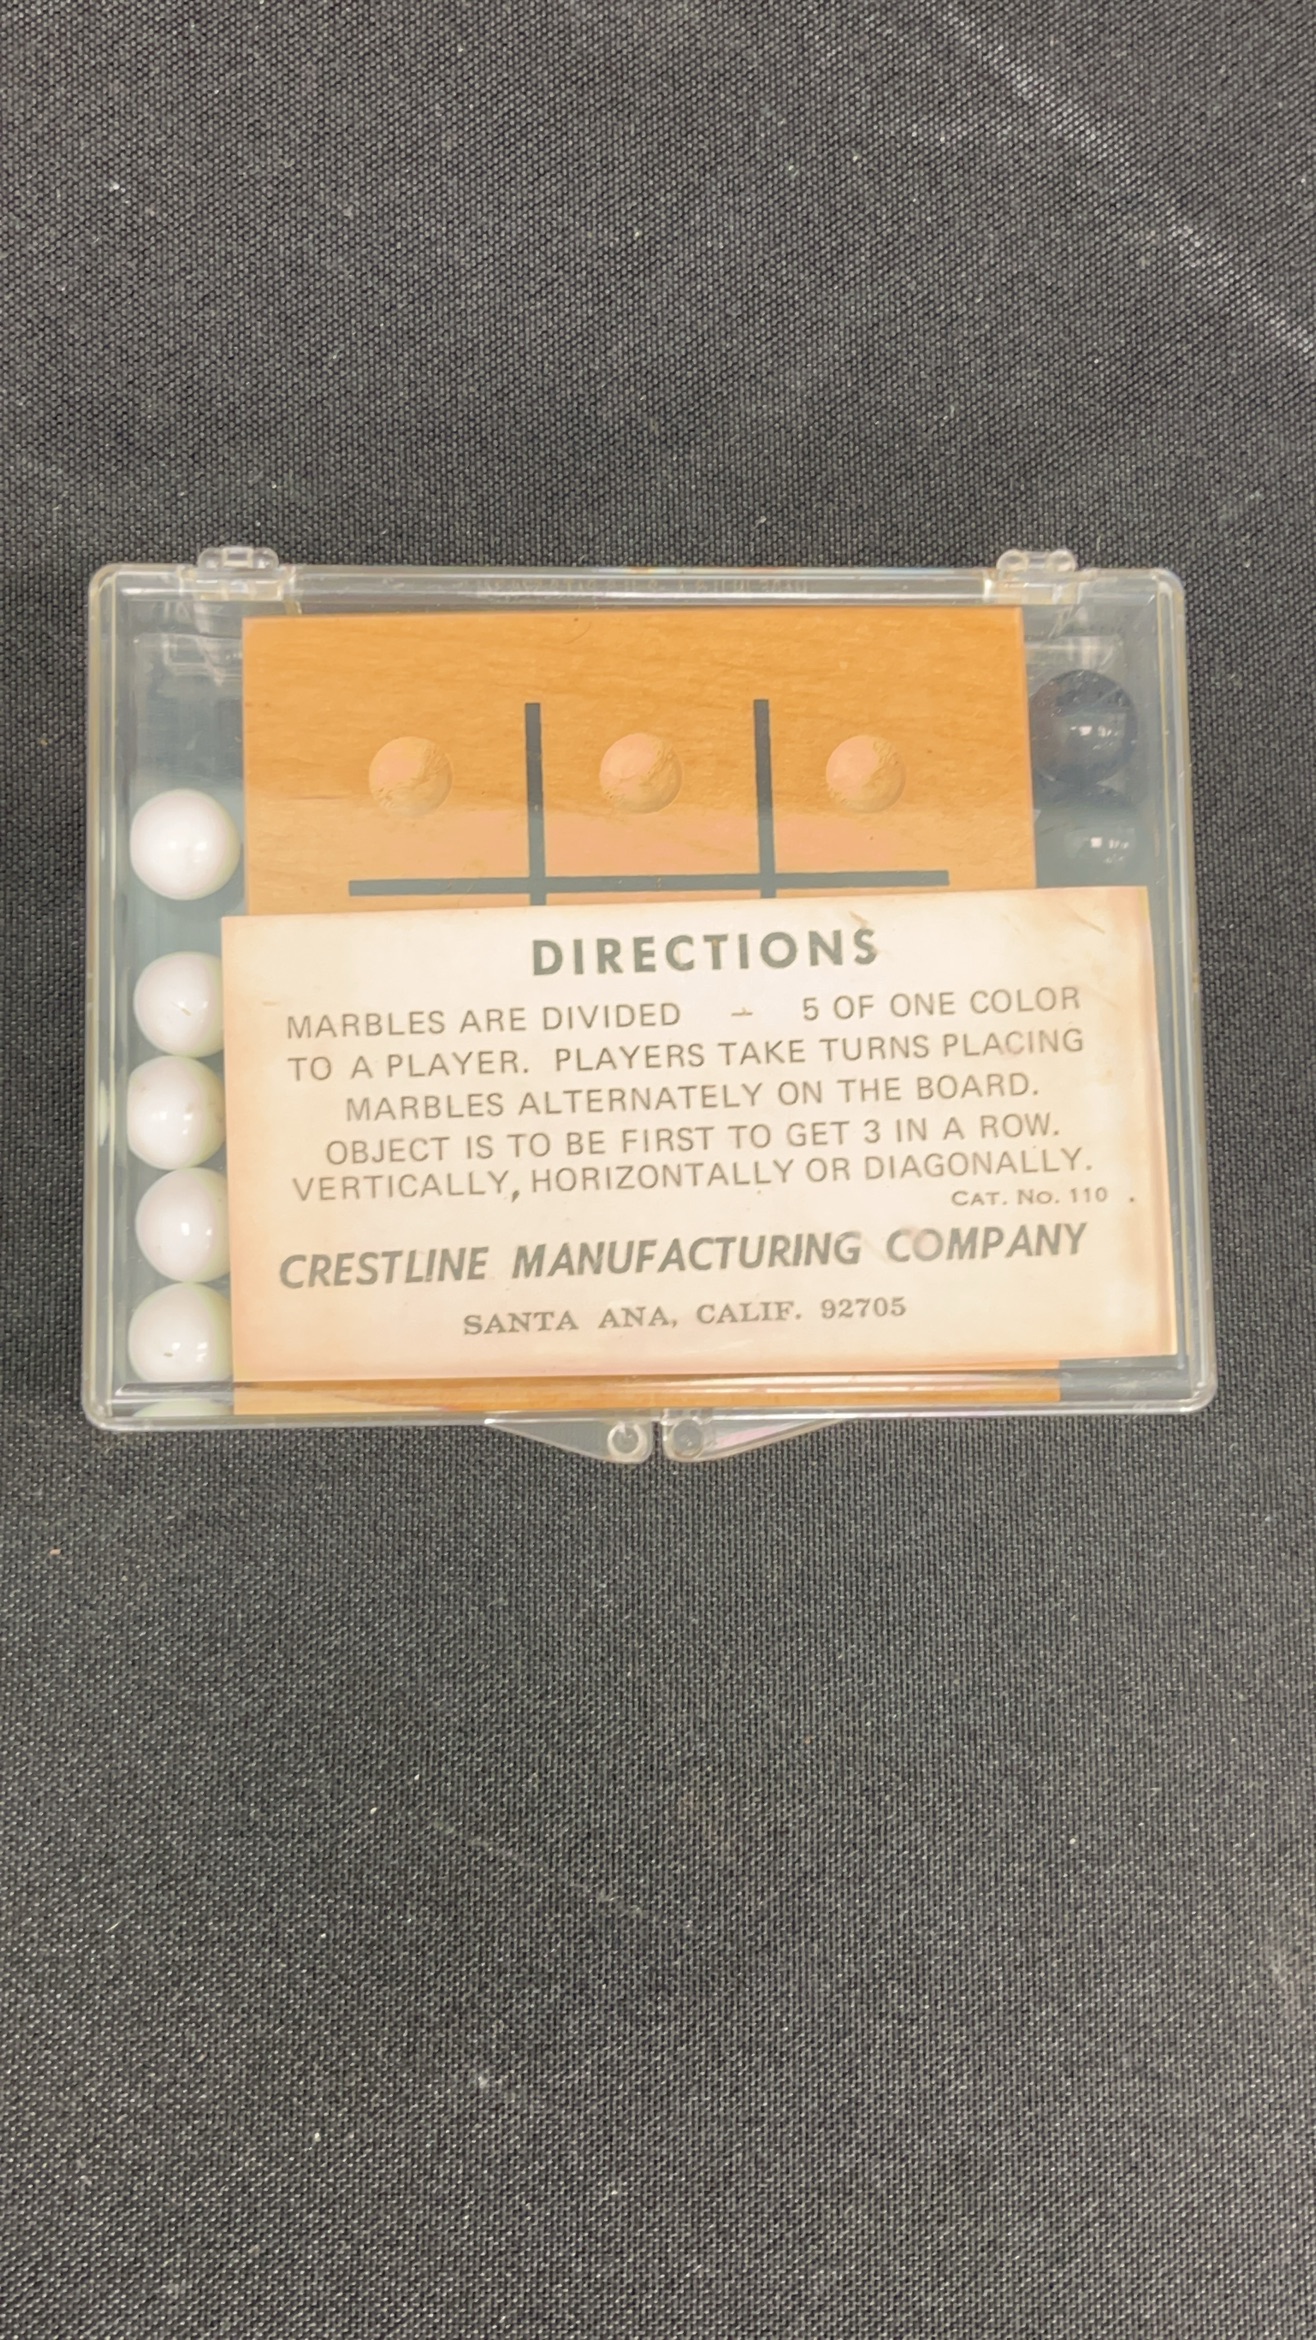 DIRECTIONS
MARBLES ARE DIVIDED - 5 OF ONE COLOR
TO A PLAYER. PLAYERS TAKE TURNS PLACING
MARBLES ALTERNATELY ON THE BOARD.
OBJECT IS TO BE FIRST TO GET 3 IN A ROW.
VERTICALLY, HORIZONTALLY OR DIAGONALLY.
CAT. NO. 110 .
CRESTLINE MANUFACTURING COMPANY
SANTA ANA, CALIF. 92705